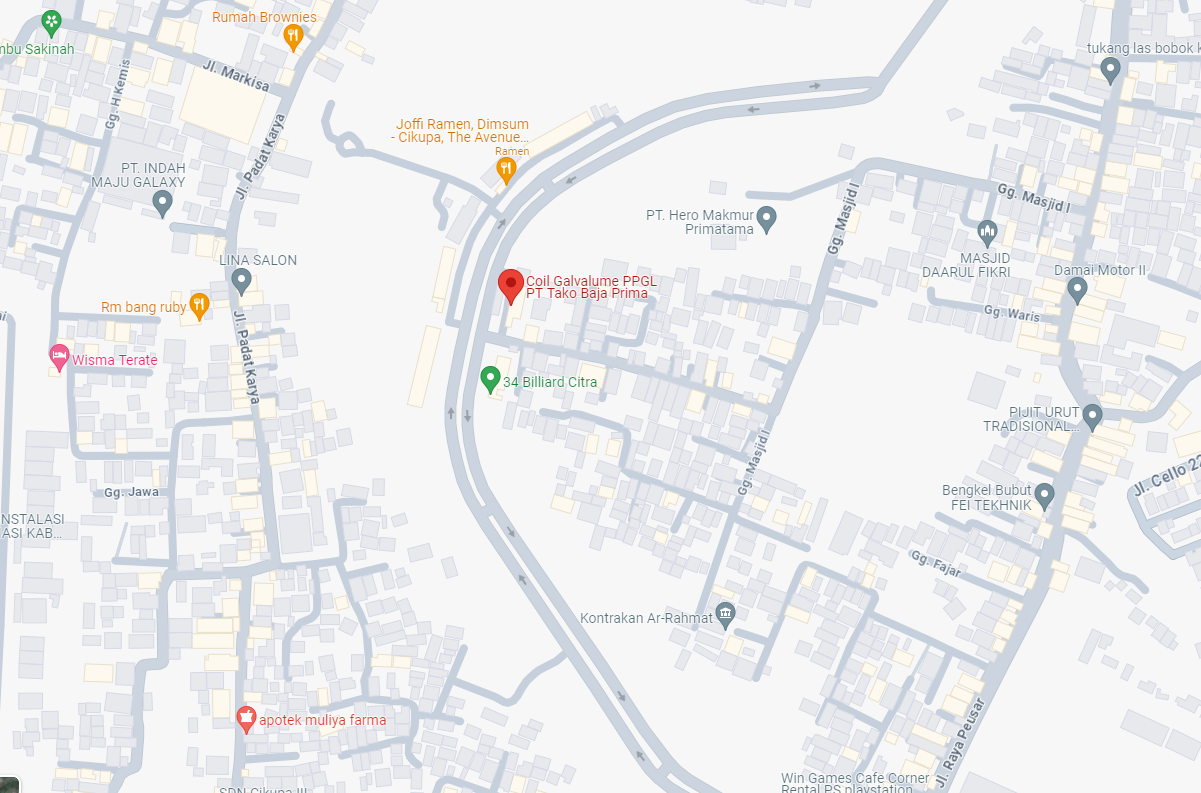 Rumah Brownies
mbu Sakinah
Jl. Markisa
Gg. H Kemis
tukang las bobok k
Joffi Ramen, Dimsum
- Cikupa, The Avenue...
Ramen
Jl. Padat Karya
PT. INDAH
MAJU GALAXY
Gg. Masjid I
Gg. Masjid I
PT. Hero Makmur
Primatama
MASJID
DAARUL FIKRI
LINA SALON
Damai Motor II
Coil Galvalume PPGL
PT Tako Baja Prima
Rm bang ruby
Gg. Waris
Jl. Padat Karya
Wisma Terate
34 Billiard Citra
PIJIT URUT
TRADISIONAL...
Gg. Masjid I
Jl. Cello 22
Gg. Jawa
Bengkel Bubut
FEI TEKHNIK
NSTALASI
ASI KAB...
Gg. Fajar
Kontrakan Ar-Rahmat
apotek muliya farma
Jl. Raya Peusar
Win Games Cafe Corner
Rental PS playstation
SDN Cikupa III